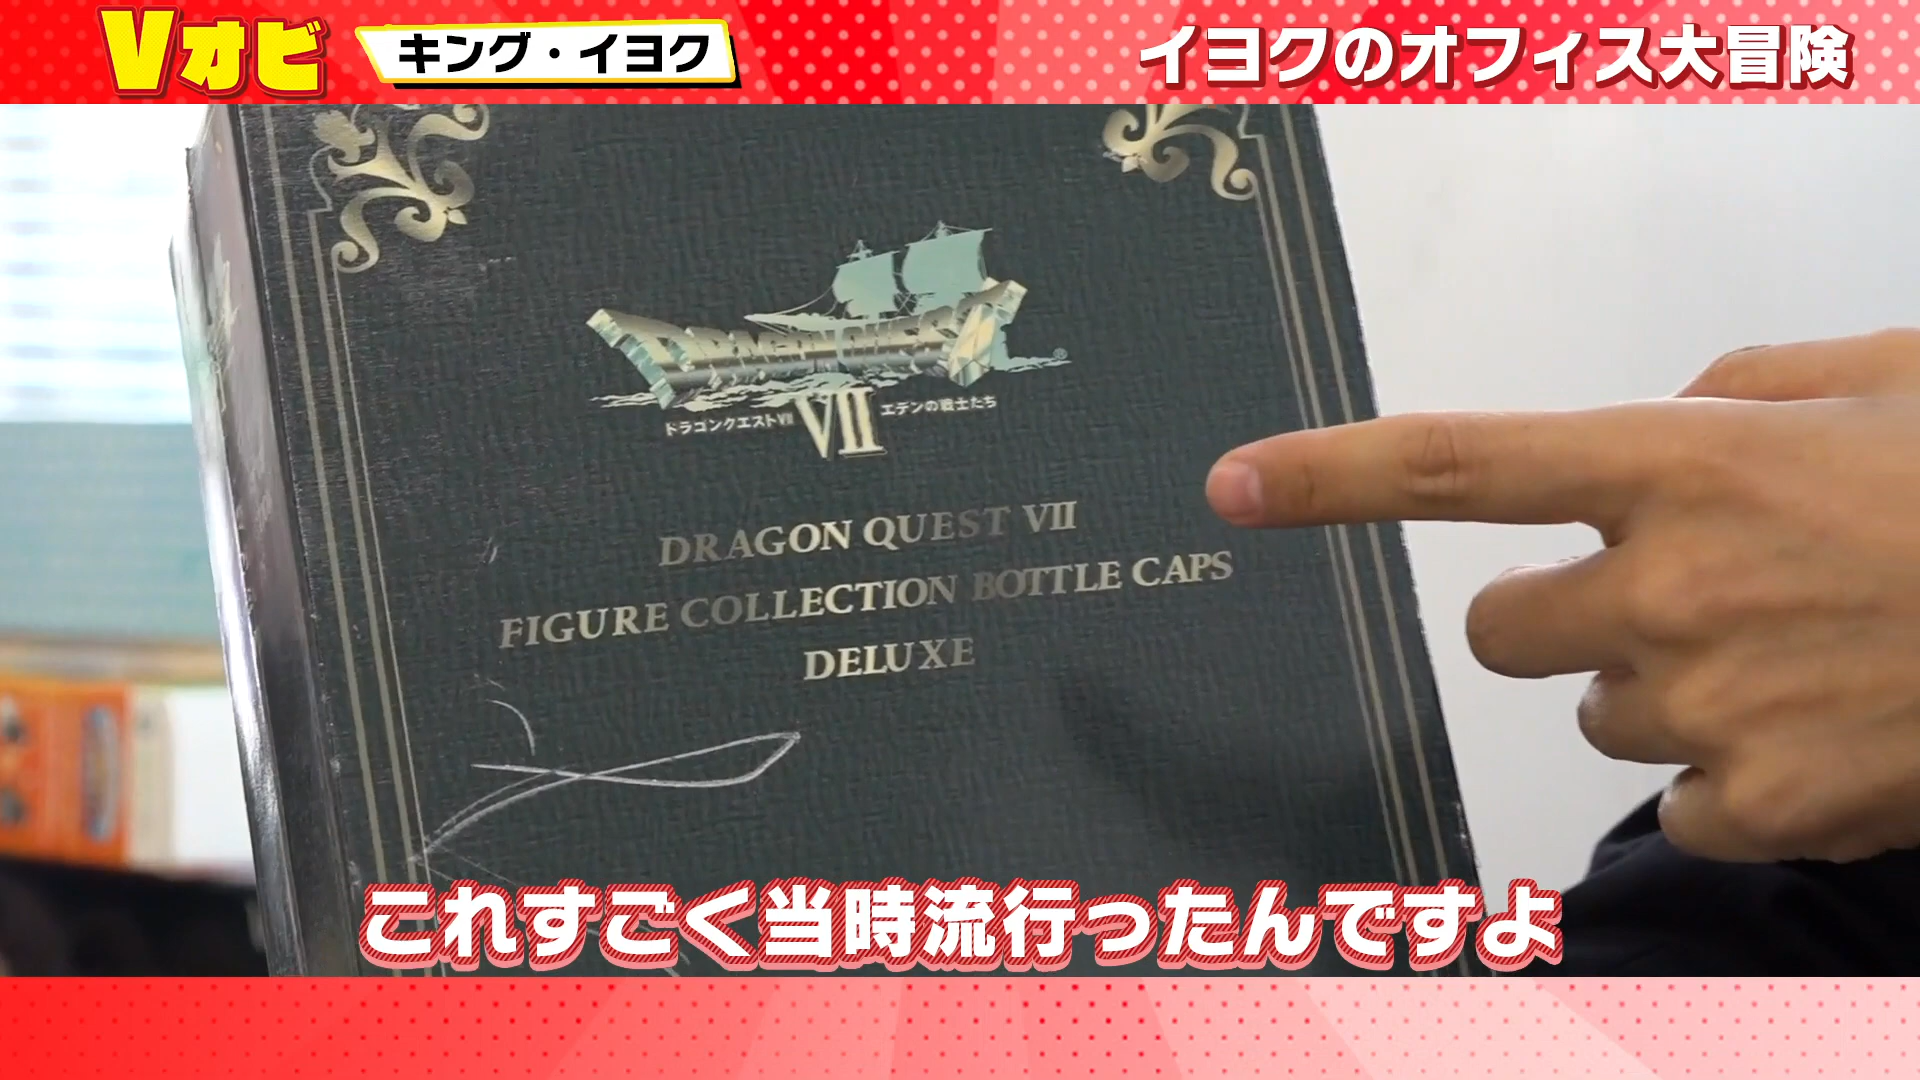 Vオビ
キング・イヨク
イヨクのオフィス大冒険
DRAGON QUEST
ドラゴンクエストVII
VII
エデンの戦士たち
®
DRAGON QUEST VII
FIGURE COLLECTION BOTTLE CAPS
DELUXE
これすごく当時流行ったんですよ